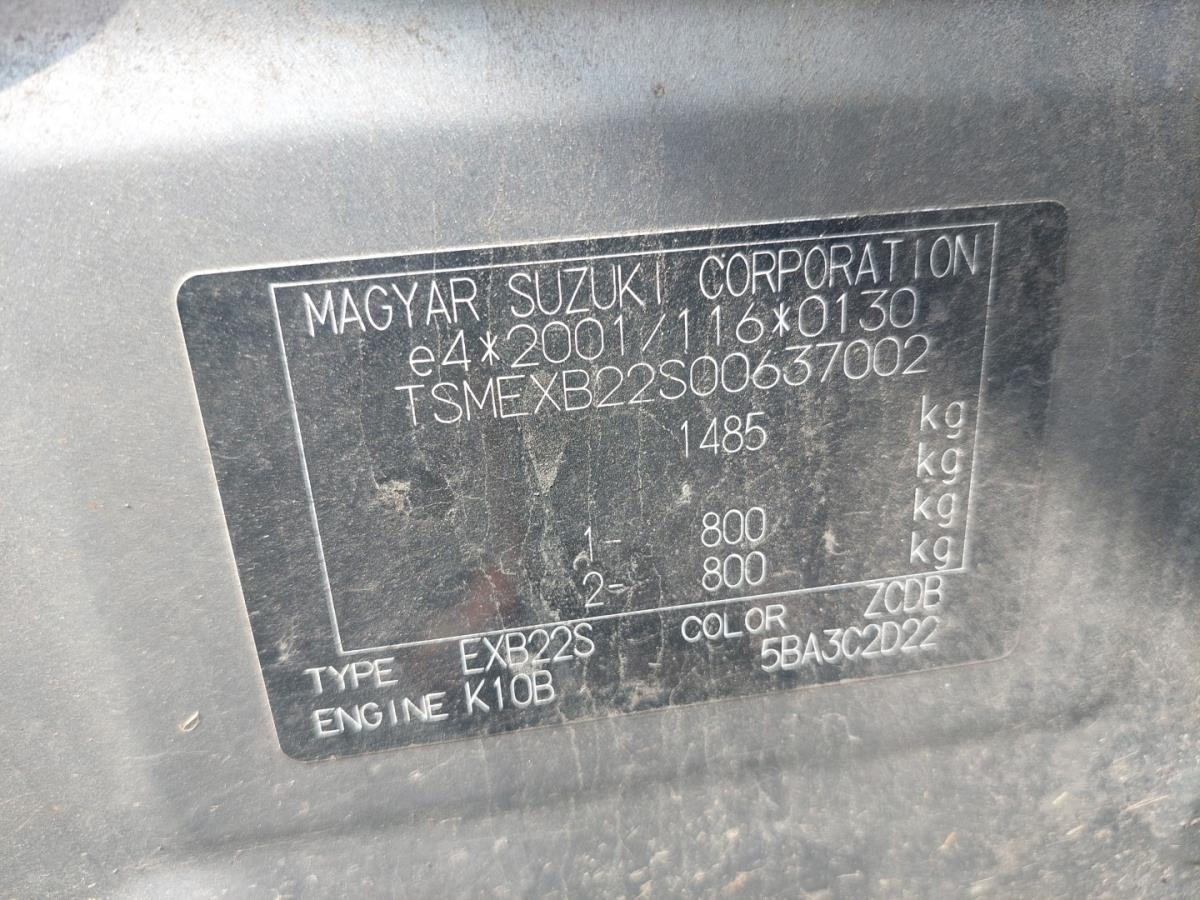 MAGYAR SUZUKI CORPORATION
e4*2001/116*0130
TSMEXB22S00637002
1485 kg
kg
1- 800 kg
2- 800 kg
TYPE EXB22S COLOR ZCDB
ENGINE K10B 5BA3C2D22